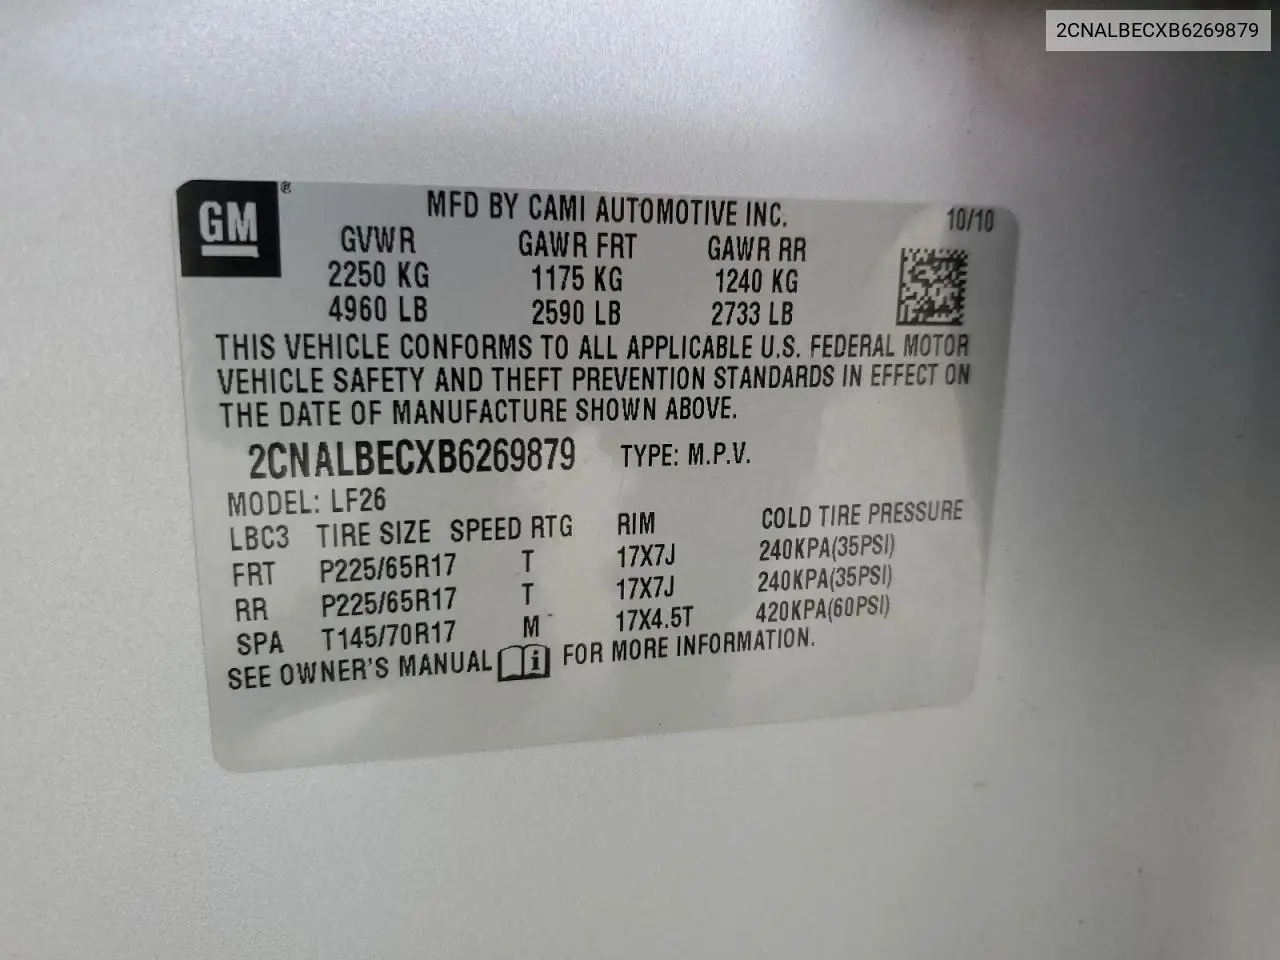 2CNALBECXB6269879
GM®
MFD BY CAMI AUTOMOTIVE INC. 10/10
GVWR GAWR FRT GAWR RR
2250 KG 1175 KG 1240 KG
4960 LB 2590 LB 2733 LB
THIS VEHICLE CONFORMS TO ALL APPLICABLE U.S. FEDERAL MOTOR
VEHICLE SAFETY AND THEFT PREVENTION STANDARDS IN EFFECT ON
THE DATE OF MANUFACTURE SHOWN ABOVE.
2CNALBECXB6269879 TYPE: M.P.V.
MODEL: LF26
LBC3 TIRE SIZE SPEED RTG RIM COLD TIRE PRESSURE
FRT P225/65R17 T 17X7J 240KPA(35PSI)
RR P225/65R17 T 17X7J 240KPA(35PSI)
SPA T145/70R17 M 17X4.5T 420KPA(60PSI)
SEE OWNER'S MANUAL i FOR MORE INFORMATION.